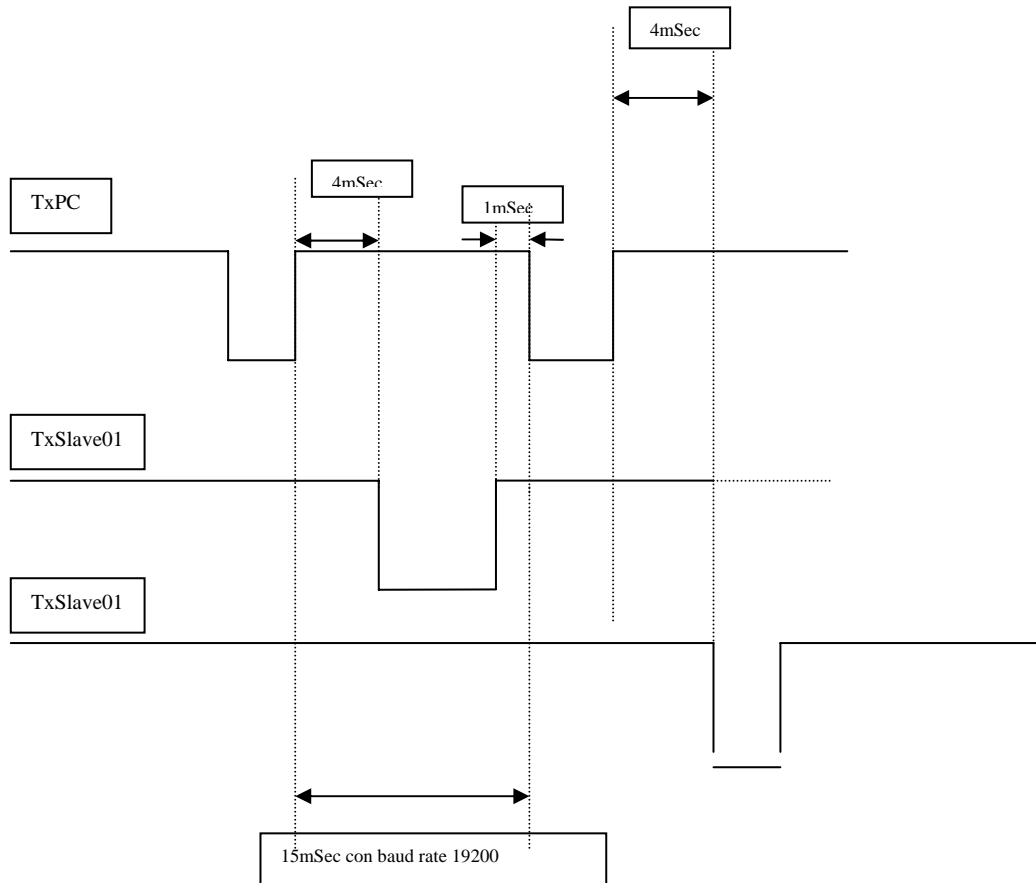 4mSec
4mSec
TxPC
1mSec
TxSlave01
TxSlave01
15mSec con baud rate 19200